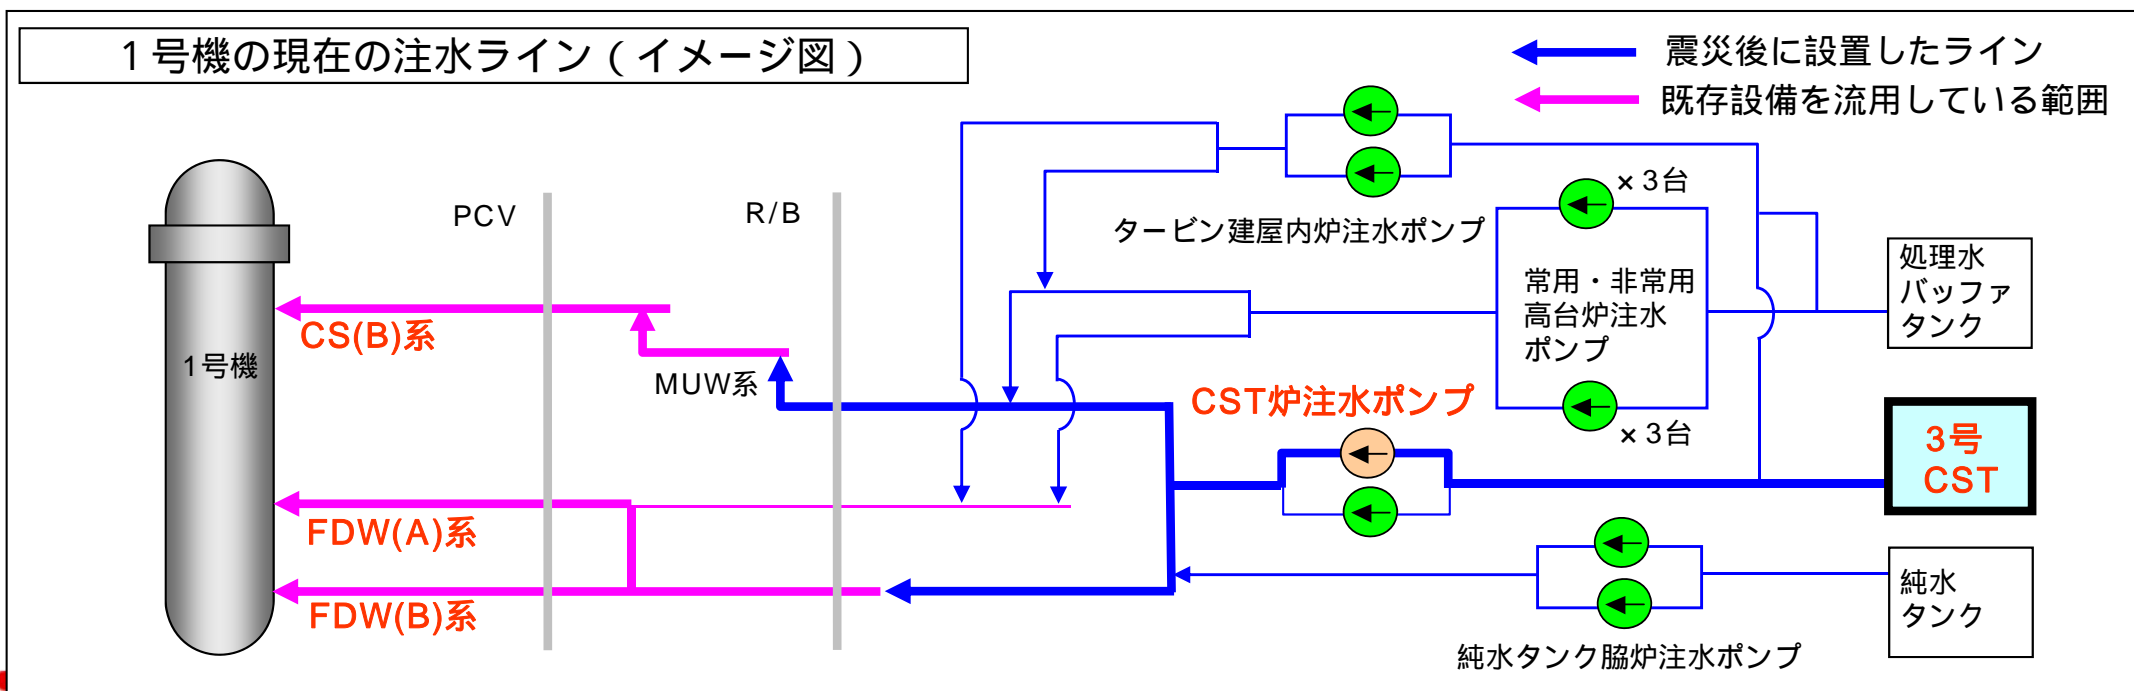 1号機の現在の注水ライン(イメージ図)
震災後に設置したライン
既存設備を流用している範囲
PCV
R/B
×3台
タービン建屋内炉注水ポンプ
処理水
バッファ
タンク
常用・非常用
高台炉注水
ポンプ
CS(B)系
1号機
MUW系
CST炉注水ポンプ
×3台
3号
CST
FDW(A)系
FDW(B)系
純水
タンク
純水タンク脇炉注水ポンプ